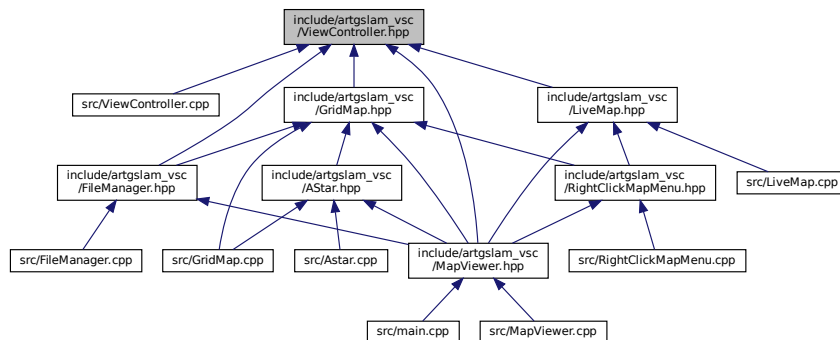 include/artgslam_vsc
/ViewController.hpp
src/ViewController.cpp
include/artgslam_vsc
/GridMap.hpp
include/artgslam_vsc
/LiveMap.hpp
include/artgslam_vsc
/FileManager.hpp
include/artgslam_vsc
/AStar.hpp
include/artgslam_vsc
/RightClickMapMenu.hpp
src/LiveMap.cpp
src/FileManager.cpp
src/GridMap.cpp
src/Astar.cpp
include/artgslam_vsc
/MapViewer.hpp
src/RightClickMapMenu.cpp
src/main.cpp
src/MapViewer.cpp